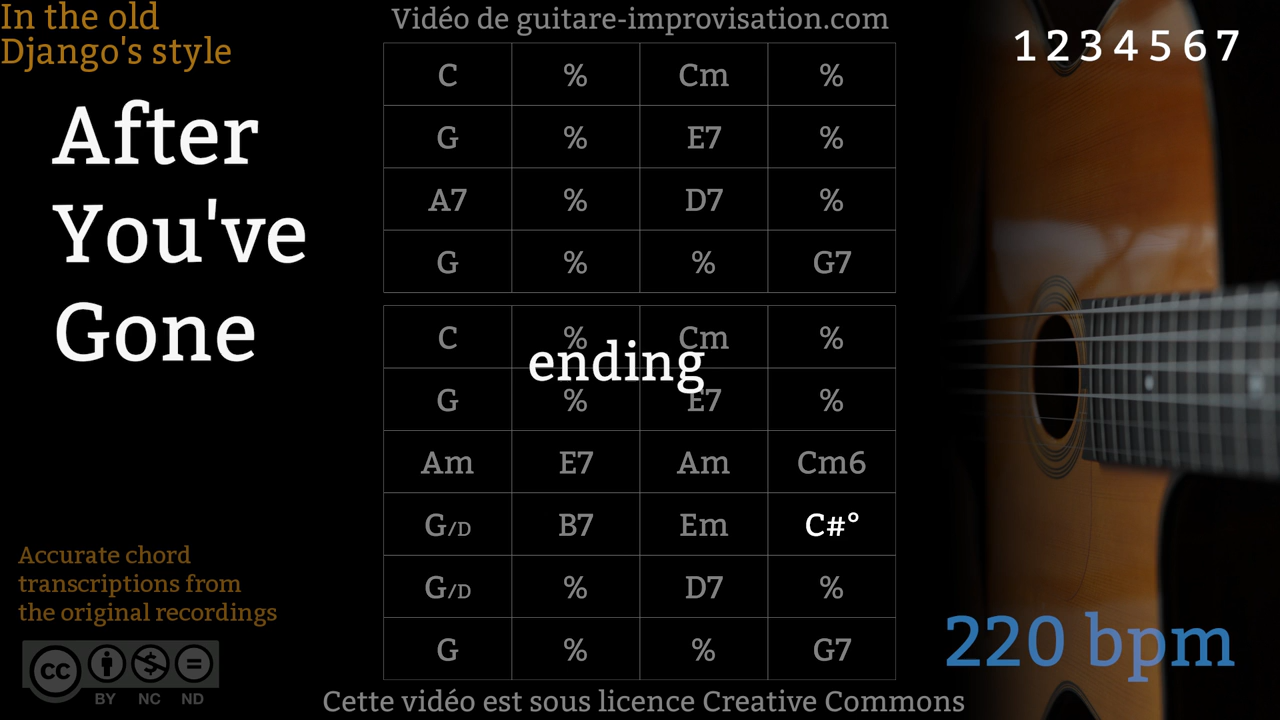 In the old
Django's style
After
You've
Gone
Accurate chord
transcriptions from
the original recordings
cc
BY NC ND
Vidéo de guitare-improvisation.com
C % Cm %
G % E7 %
A7 % D7 %
G % % G7
C % Cm %
ending
G % E7 %
Am E7 Am Cm6
G/D B7 Em C#°
G/D % D7 %
G % % G7
Cette vidéo est sous licence Creative Commons
1 2 3 4 5 6 7
220 bpm